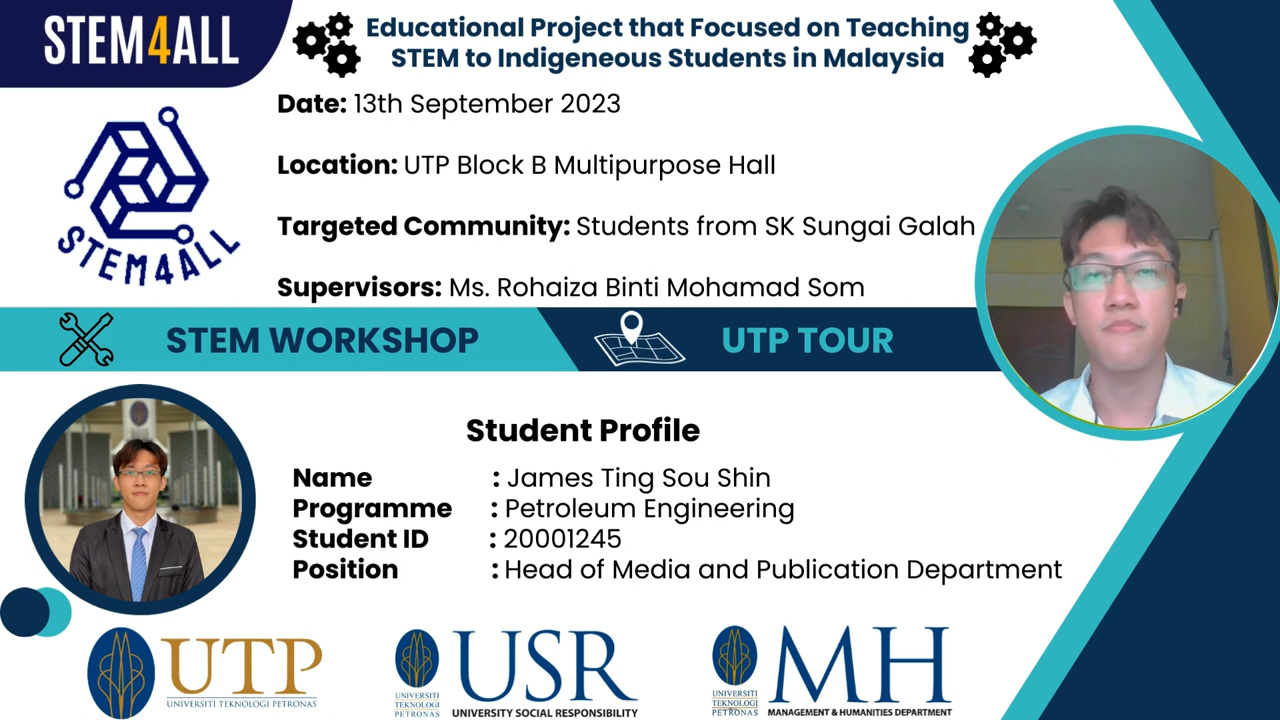 STEM4ALL
Educational Project that Focused on Teaching
STEM to Indigeneous Students in Malaysia
Date: 13th September 2023
Location: UTP Block B Multipurpose Hall
Targeted Community: Students from SK Sungai Galah
Supervisors: Ms. Rohaiza Binti Mohamad Som
STEM4ALL
STEM WORKSHOP
UTP TOUR
Student Profile
Name : James Ting Sou Shin
Programme : Petroleum Engineering
Student ID : 20001245
Position : Head of Media and Publication Department
UTP
UNIVERSITI TEKNOLOGI PETRONAS
UNIVERSITI
TEKNOLOGI
PETRONAS
USR
UNIVERSITY SOCIAL RESPONSIBILITY
UNIVERSITI
TEKNOLOGI
PETRONAS
MH
MANAGEMENT & HUMANITIES DEPARTMENT